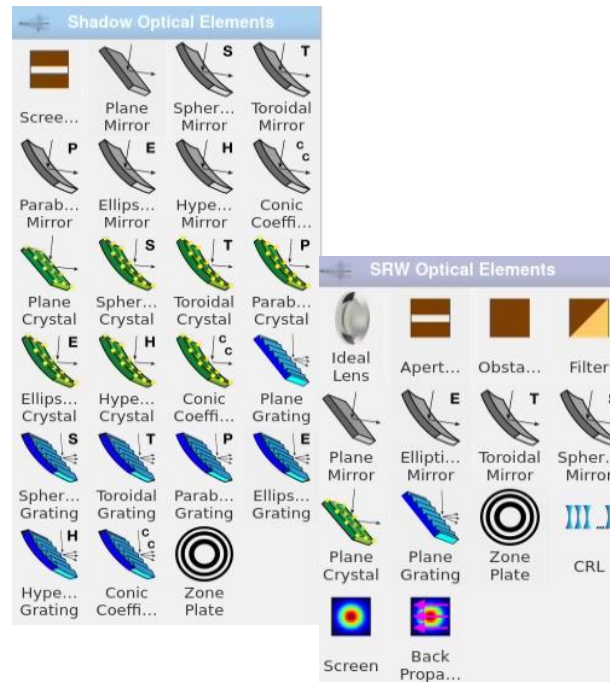 Shadow Optical Elements
S
T
Scree...
Plane Mirror
Spher... Mirror
Toroidal Mirror
P
E
H
C C
Parab... Mirror
Ellips... Mirror
Hype... Mirror
Conic Coeffi...
S
T
P
Plane Crystal
Spher... Crystal
Toroidal Crystal
Parab... Crystal
E
H
C C
Ellips... Crystal
Hype... Crystal
Conic Coeffi...
Plane Grating
S
T
P
E
Spher... Grating
Toroidal Grating
Parab... Grating
Ellips... Grating
H
C C
Hype... Grating
Conic Coeffi...
Zone Plate
SRW Optical Elements
Ideal Lens
Apert...
Obsta...
Filter
E
T
S
Plane Mirror
Ellipti... Mirror
Toroidal Mirror
Spher... Mirror
Plane Crystal
Plane Grating
Zone Plate
CRL
Screen
Back Propa...